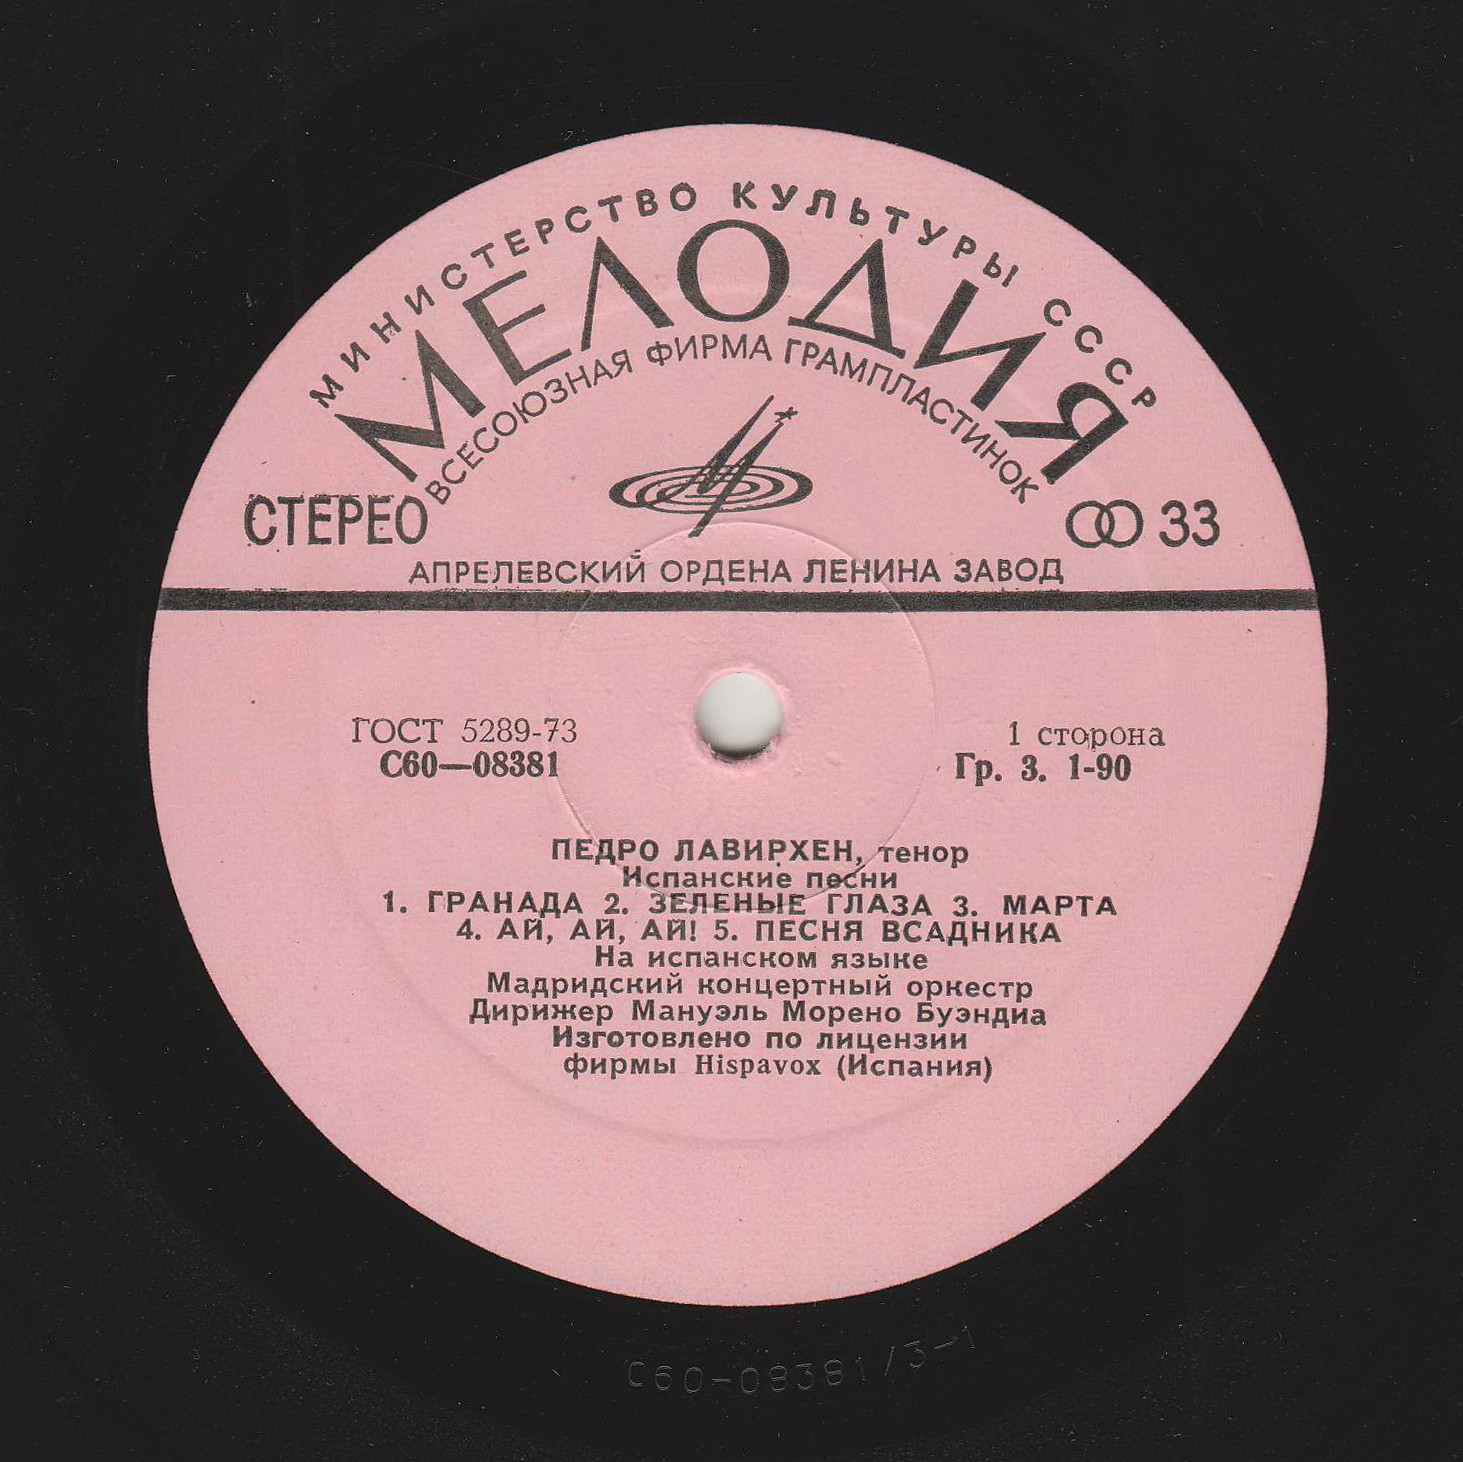 МИНИСТЕРСТВО КУЛЬТУРЫ СССР
МЕЛОДИЯ
ВСЕСОЮЗНАЯ ФИРМА ГРАМПЛАСТИНОК
СТЕРЕО
33
АПРЕЛЕВСКИЙ ОРДЕНА ЛЕНИНА ЗАВОД
ГОСТ 5289-73
С60—08381
1 сторона
Гр. 3. 1-90
ПЕДРО ЛАВИРХЕН, тенор
Испанские песни
1. ГРАНАДА 2. ЗЕЛЕНЫЕ ГЛАЗА 3. МАРТА
4. АЙ, АЙ, АЙ! 5. ПЕСНЯ ВСАДНИКА
На испанском языке
Мадридский концертный оркестр
Дирижер Мануэль Морено Буэндиа
Изготовлено по лицензии
фирмы Hispavox (Испания)
С60-08381/3-1